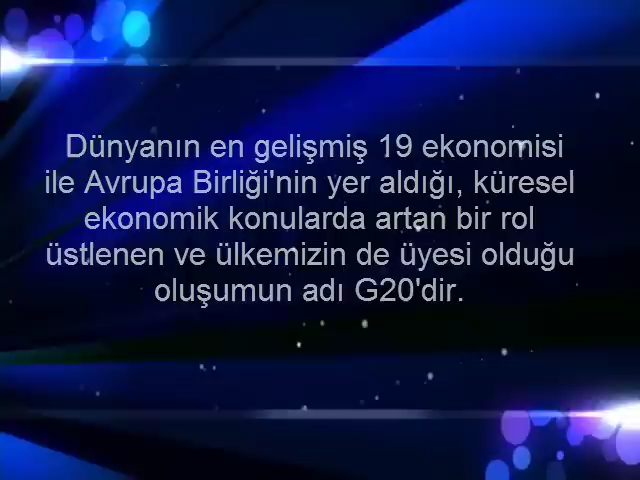 Dünyanın en gelişmiş 19 ekonomisi
ile Avrupa Birliği'nin yer aldığı, küresel
ekonomik konularda artan bir rol
üstlenen ve ülkemizin de üyesi olduğu
oluşumun adı G20'dir.